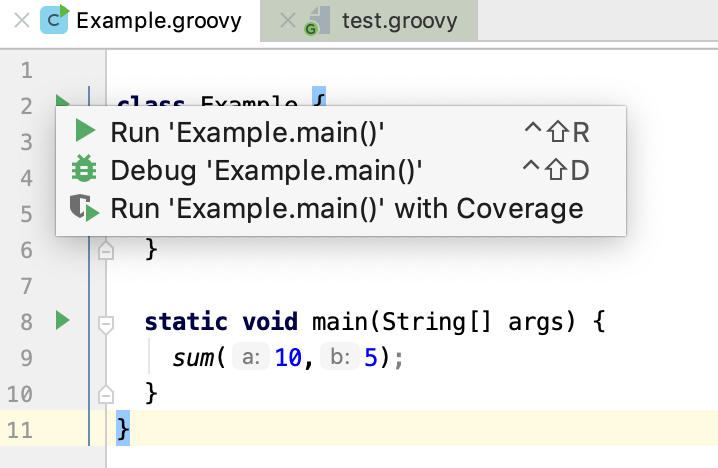 Example.groovy test.groovy
1
2 class Example {
3 Run 'Example.main()' ^⇧R
4 Debug 'Example.main()' ^⇧D
5 Run 'Example.main()' with Coverage
6 }
7
8 static void main(String[] args) {
9 sum( a: 10, b: 5);
10 }
11 }